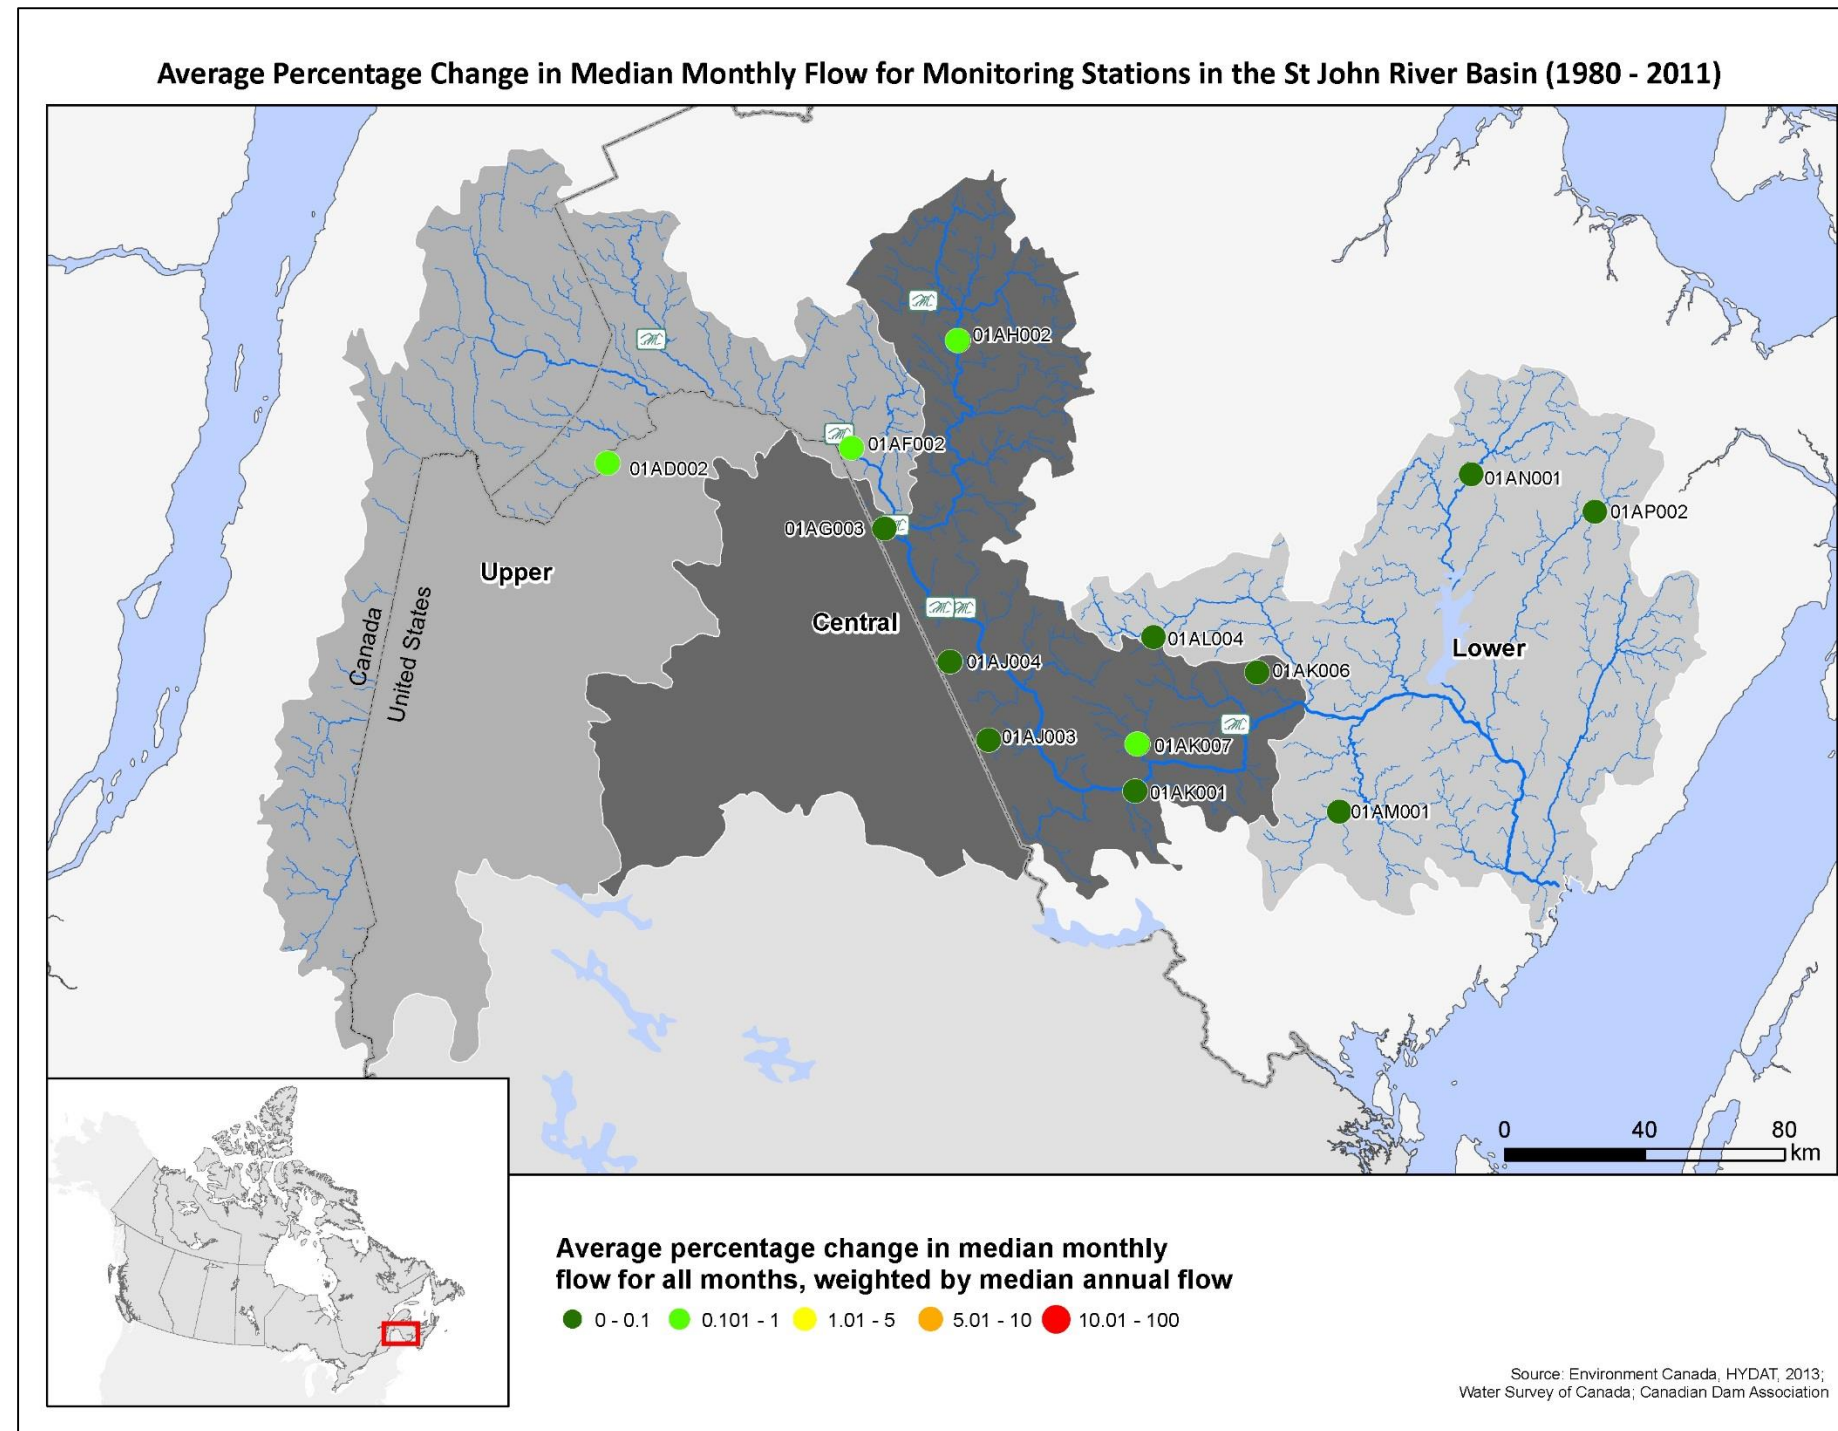 Average Percentage Change in Median Monthly Flow for Monitoring Stations in the St John River Basin (1980 - 2011)
01AH002
01AF002
01AD002
01AN001
01AP002
01AG003
Upper
Canada
United States
Central
01AL004
Lower
01AJ004
01AK006
01AJ003
01AK007
01AK001
01AM001
0 40 80
km
Average percentage change in median monthly
flow for all months, weighted by median annual flow
0 - 0.1 0.101 - 1 1.01 - 5 5.01 - 10 10.01 - 100
Source: Environment Canada, HYDAT, 2013;
Water Survey of Canada; Canadian Dam Association